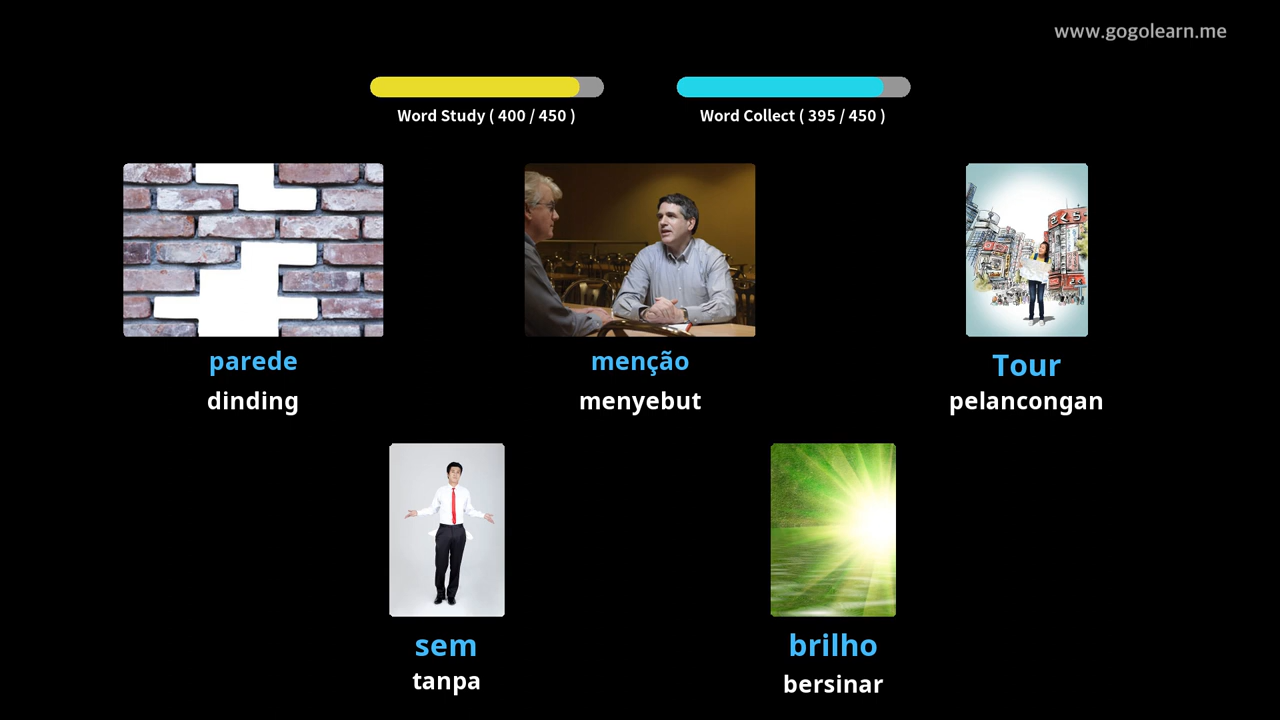 www.gogolearn.me
Word Study ( 400 / 450 )
Word Collect ( 395 / 450 )
parede
menção
Tour
dinding
menyebut
pelancongan
sem
brilho
tanpa
bersinar